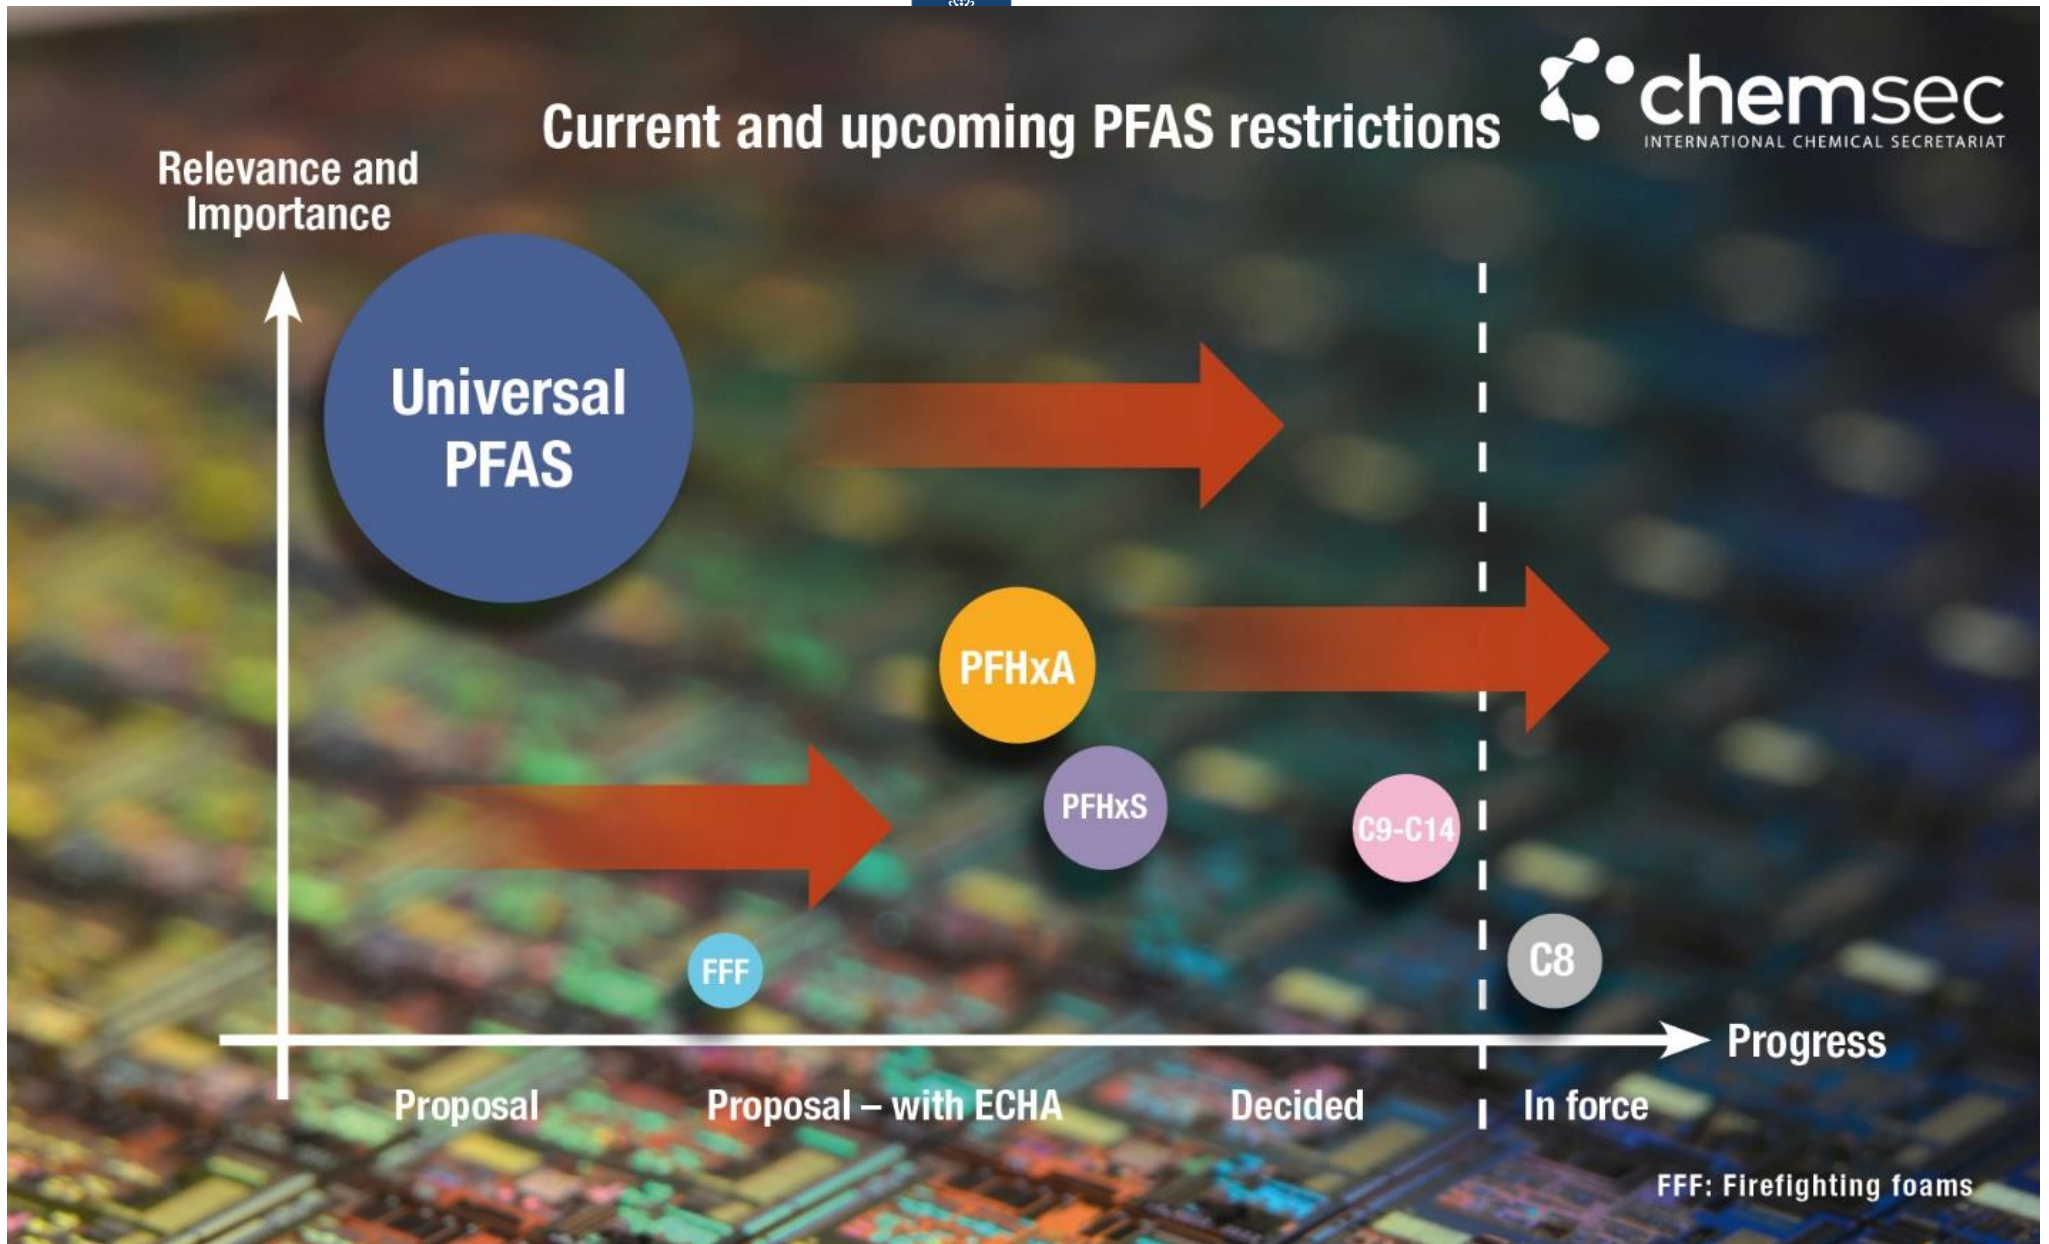 Current and upcoming PFAS restrictions
chemsec
INTERNATIONAL CHEMICAL SECRETARIAT
Relevance and
Importance
Universal
PFAS
PFHxA
PFHxS
C9-C14
FFF
C8
Progress
Proposal
Proposal – with ECHA
Decided
In force
FFF: Firefighting foams